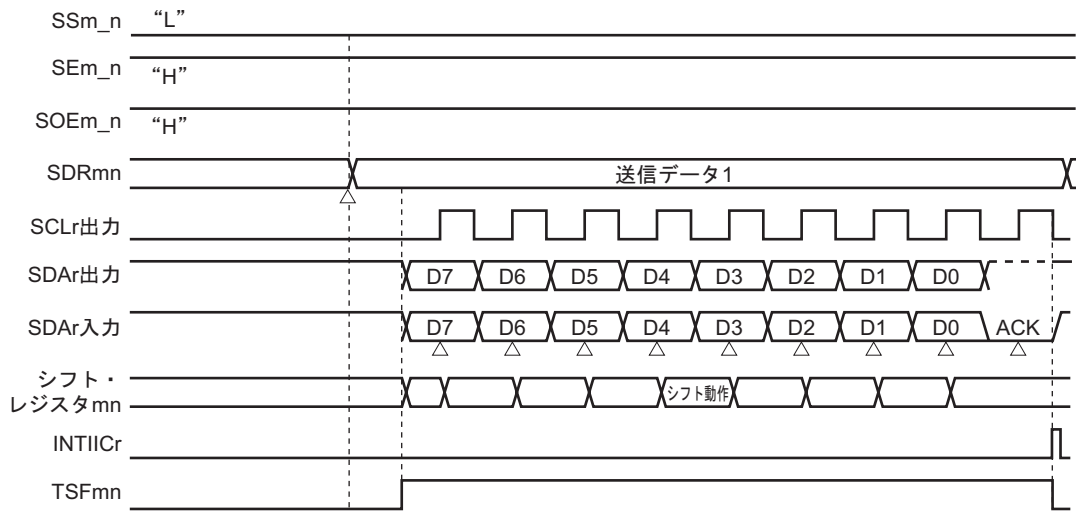 SSm_n “L”
SEm_n “H”
SOEm_n “H”
SDRmn 送信データ1
SCLr出力
SDAr出力 D7 D6 D5 D4 D3 D2 D1 D0
SDAr入力 D7 D6 D5 D4 D3 D2 D1 D0 ACK
シフト・
レジスタmn シフト動作
INTIICr
TSFmn